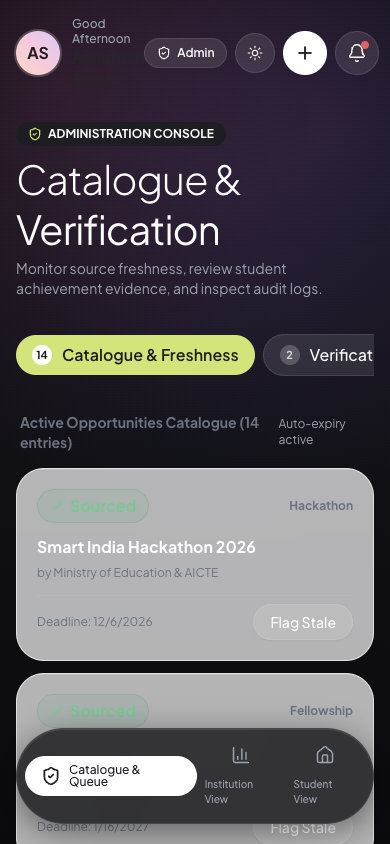 Good
Afternoon
AS
Admin
ADMINISTRATION CONSOLE
Catalogue &
Verification
Monitor source freshness, review student
achievement evidence, and inspect audit logs.
14 Catalogue & Freshness
2 Verificat
Active Opportunities Catalogue (14
entries)
Auto-expiry
active
Sourced
Hackathon
Smart India Hackathon 2026
by Ministry of Education & AICTE
Deadline: 12/6/2026
Flag Stale
Sourced
Fellowship
Catalogue &
Queue
Institution
View
Student
View
Deadline: 1/16/2027
Flag Stale